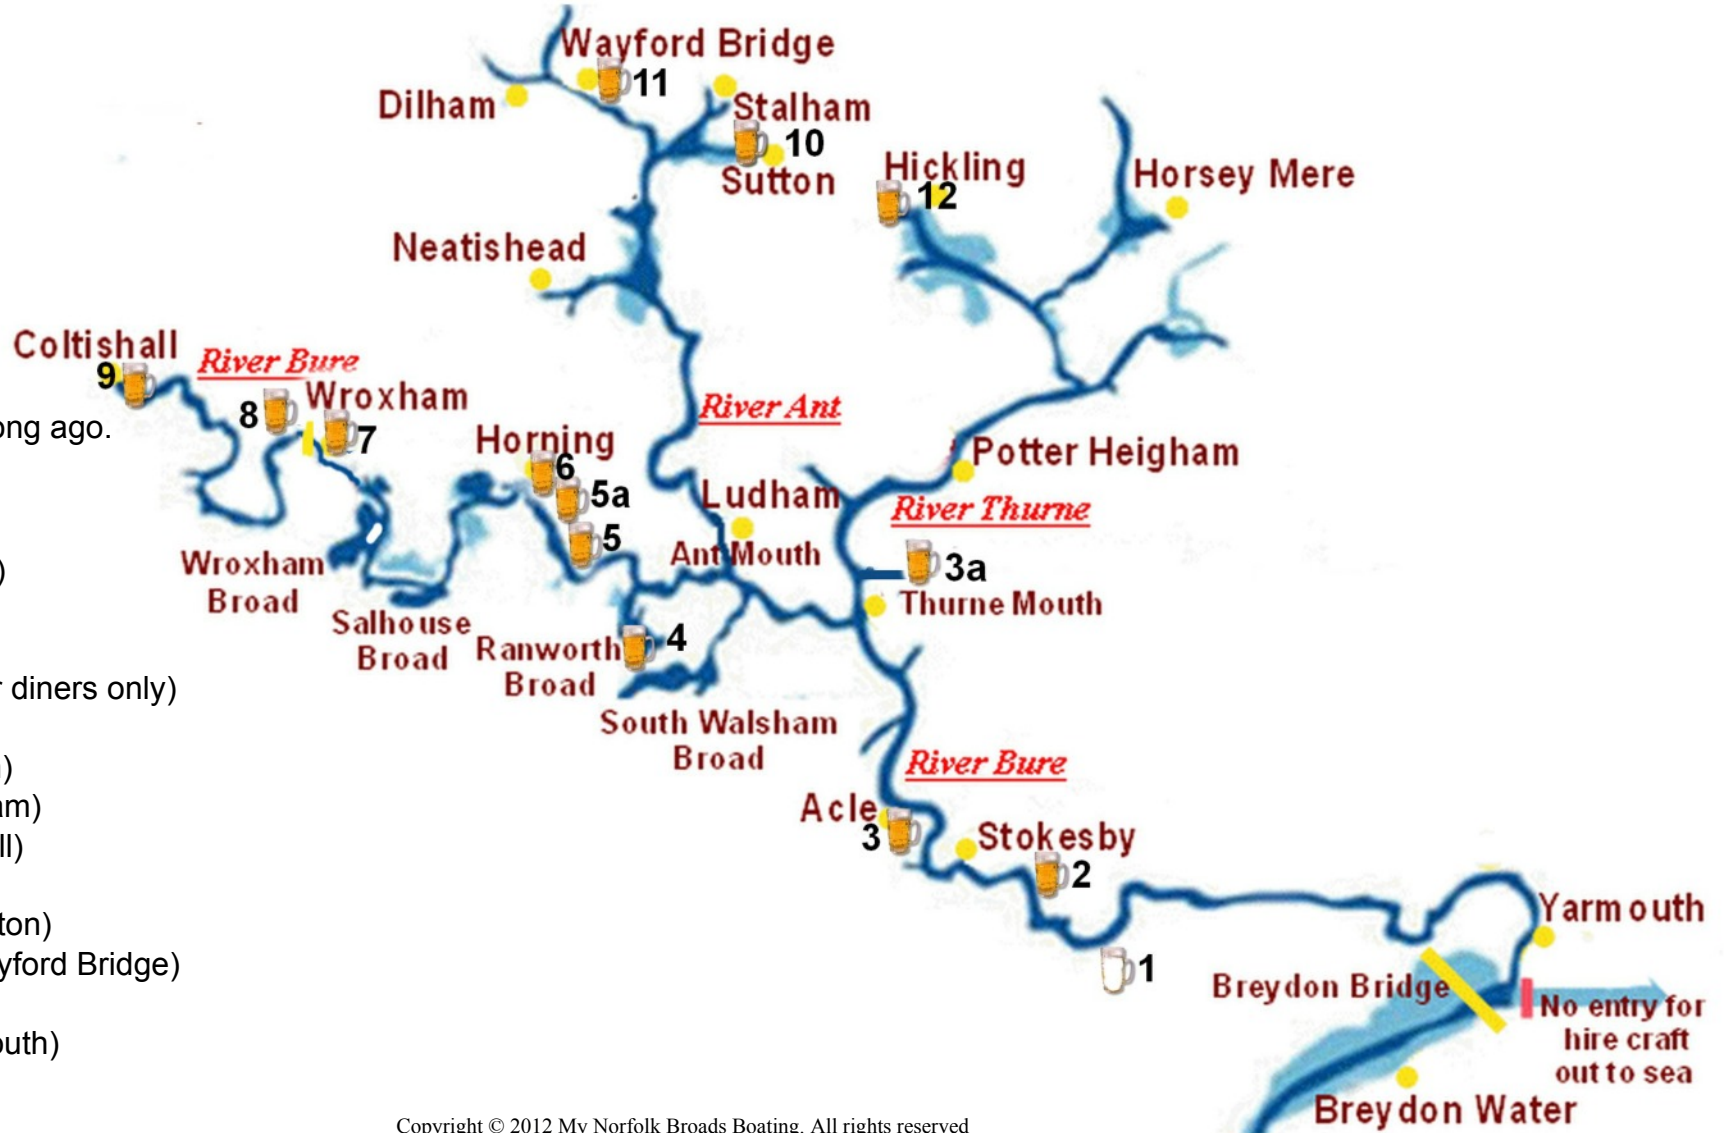 Wayford Bridge
11
Dilham
Stalham
10
Sutton
Hickling
12
Horsey Mere
Neatishead
Coltishall
9
River Bure
8
Wroxham
7
River Ant
ong ago.
Horning
6
5a
5
Potter Heigham
Ludham
River Thurne
Ant Mouth
3a
Thurne Mouth
Wroxham
Broad
)
Salhouse
Broad
Ranworth
Broad
4
r diners only)
South Walsham
Broad
)
am)
ll)
River Bure
Acle
3
Stokesby
2
Yarmouth
ton)
yford Bridge)
1
Breydon Bridge
No entry for
hire craft
out to sea
outh)
Breydon Water
Copyright © 2012 My Norfolk Broads Boating. All rights reserved